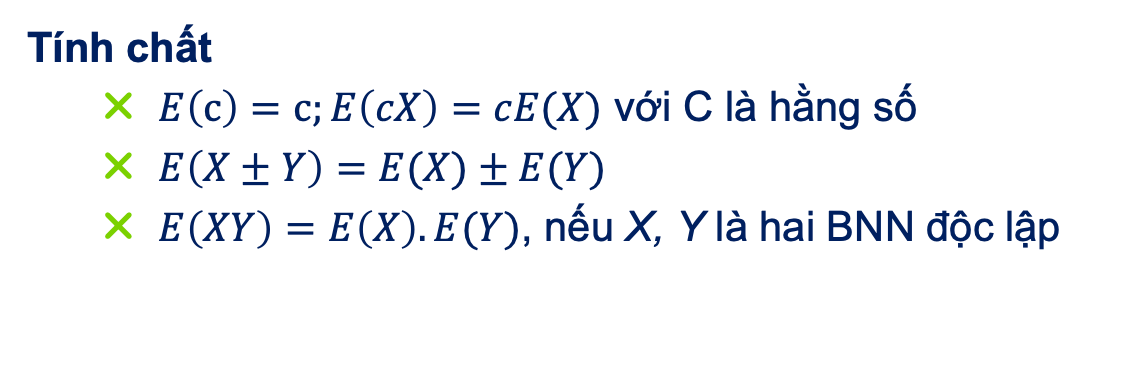 Tính chất
× E(c) = c; E(cX) = cE(X) với C là hằng số
× E(X ± Y) = E(X) ± E(Y)
× E(XY) = E(X). E(Y), nếu X, Y là hai BNN độc lập